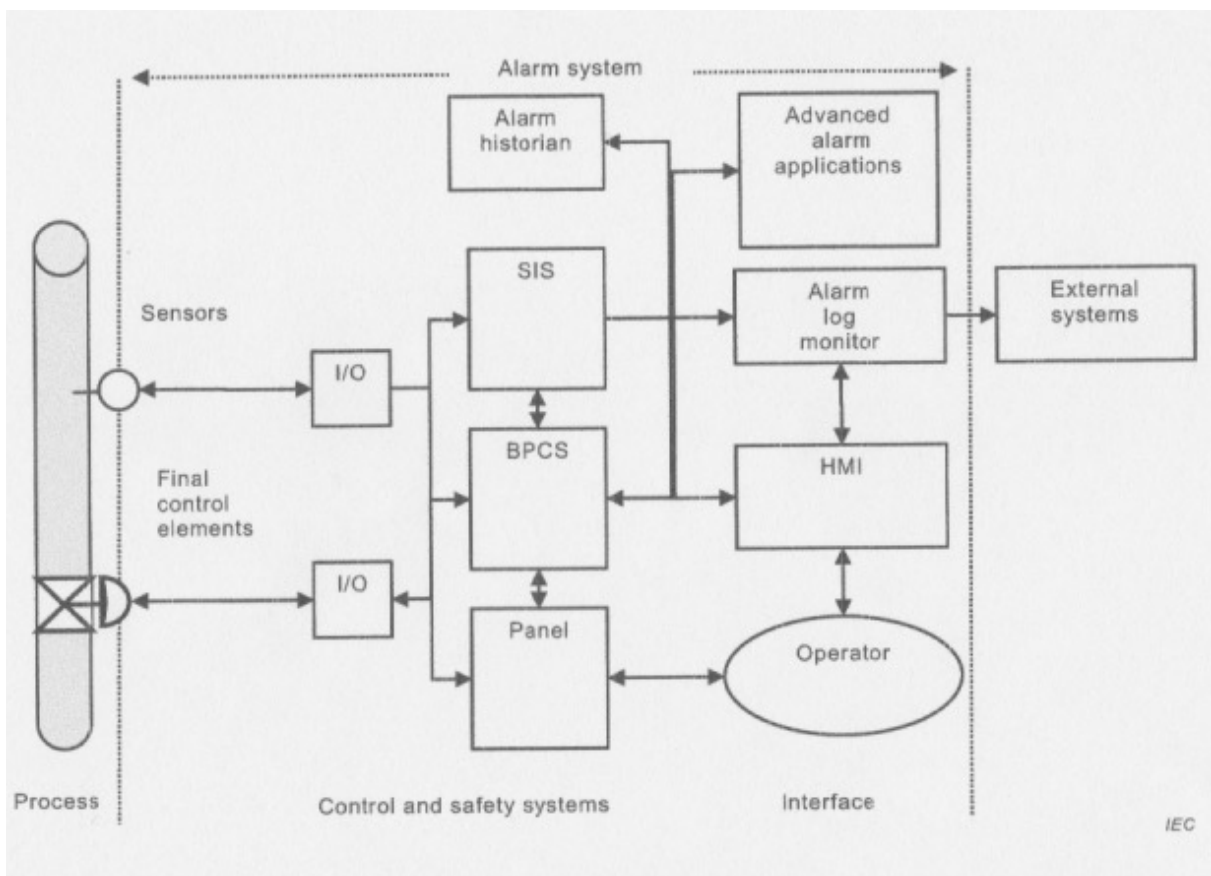 Alarm system
Alarm
historian
Advanced
alarm
applications
SIS
Alarm
log
monitor
External
systems
Sensors
I/O
BPCS
HMI
Final
control
elements
I/O
Panel
Operator
Process
Control and safety systems
Interface
IEC